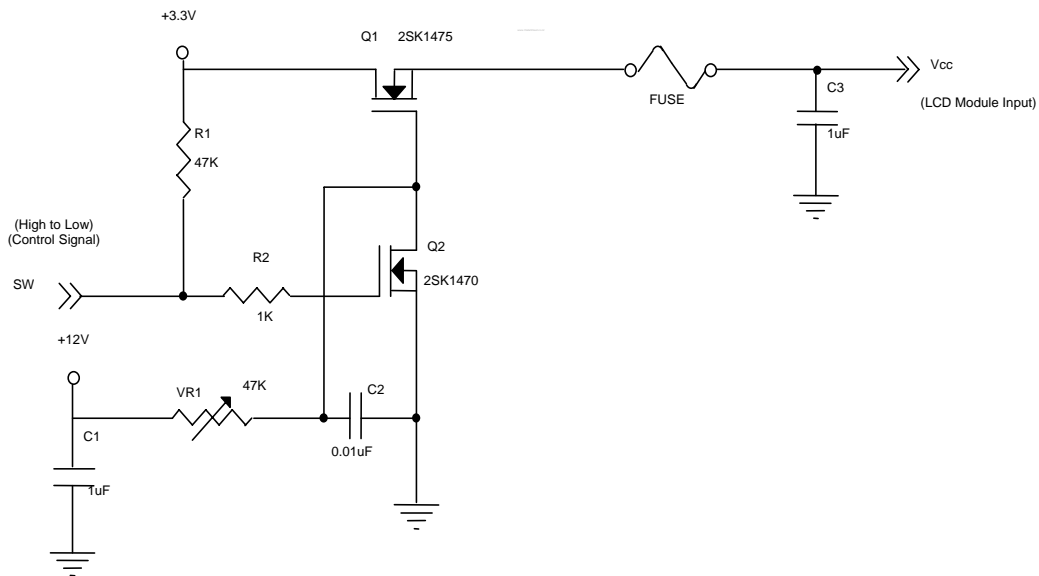 +3.3V
Q1 2SK1475
Vcc
(LCD Module Input)
FUSE
C3
1uF
R1
47K
(High to Low)
(Control Signal)
SW
R2
1K
Q2
2SK1470
+12V
VR1
47K
C2
0.01uF
C1
1uF